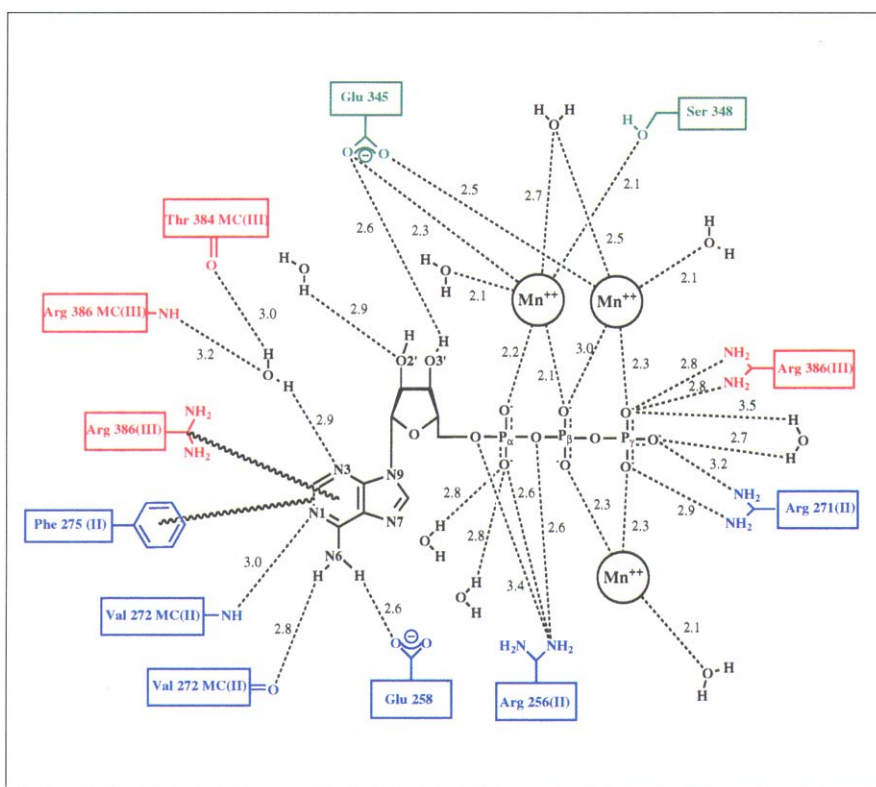 Glu 345
Ser 348
H H
O
H
O
O O
⊖
2.7
2.1
2.5
Thr 384 MC(III)
2.6
2.3
2.5
O
H
O
H
O
H
H
O
H
H
2.1
2.1
Mn++
Mn++
Arg 386 MC(III)
NH
3.0
2.9
3.2
H
O
H
H
H
O2'
O3'
2.2
2.1
3.0
2.3
2.8
2.8
NH2
NH2
Arg 386(III)
2.9
3.5
Arg 386(III)
NH2
NH2
O
O-
O-
O-
O
Pα
O
Pβ
O
Pγ
O-
H
O
H
2.7
N3
N9
O
O
O
3.2
2.8
2.6
2.3
2.9
NH2
NH2
Arg 271(II)
Phe 275 (II)
N1
N7
H
O
H
2.8
2.6
2.3
3.0
N6
H H
H
O
H
3.4
Mn++
Val 272 MC(II)
NH
2.6
2.8
O O
⊖
H2N
NH2
2.1
Val 272 MC(II)
O
Glu 258
Arg 256(II)
O
H
H